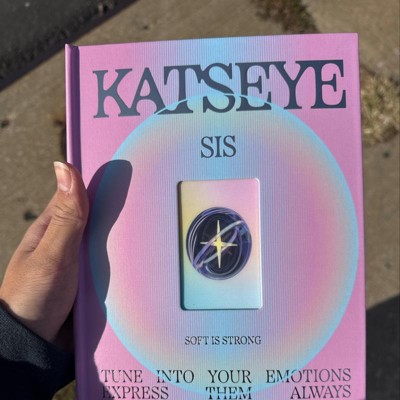 KATSEYE
SIS
SOFT IS STRONG
TUNE INTO YOUR EMOTIONS
EXPRESS THEM ALWAYS